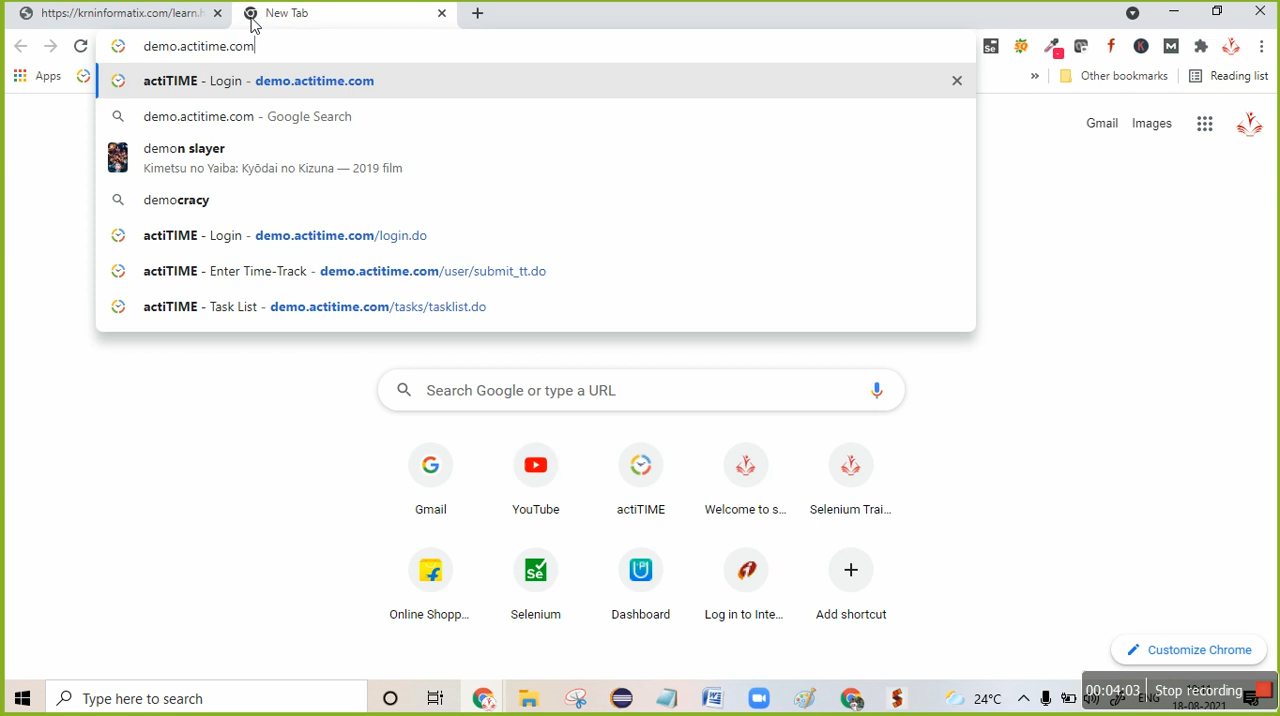 https://krninformatix.com/learn.h
New Tab
demo.actitime.com
actiTIME - Login - demo.actitime.com
demo.actitime.com - Google Search
demon slayer
Kimetsu no Yaiba: Kyōdai no Kizuna — 2019 film
democracy
actiTIME - Login - demo.actitime.com/login.do
actiTIME - Enter Time-Track - demo.actitime.com/user/submit_tt.do
actiTIME - Task List - demo.actitime.com/tasks/tasklist.do
Apps
»
Other bookmarks
Reading list
Gmail
Images
Search Google or type a URL
Gmail
YouTube
actiTIME
Welcome to s...
Selenium Trai...
Online Shopp...
Selenium
Dashboard
Log in to Inte...
Add shortcut
Customize Chrome
Type here to search
24°C
ENG
18-08-2021
00:04:03
Stop recording